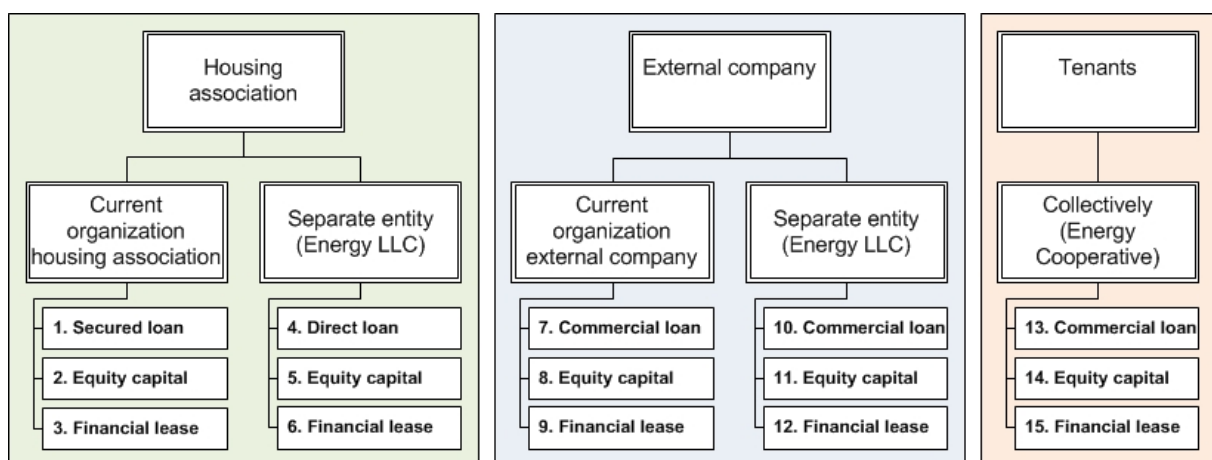 Housing
association
Current
organization
housing association
1. Secured loan
2. Equity capital
3. Financial lease
Separate entity
(Energy LLC)
4. Direct loan
5. Equity capital
6. Financial lease
External company
Current
organization
external company
7. Commercial loan
8. Equity capital
9. Financial lease
Separate entity
(Energy LLC)
10. Commercial loan
11. Equity capital
12. Financial lease
Tenants
Collectively
(Energy
Cooperative)
13. Commercial loan
14. Equity capital
15. Financial lease